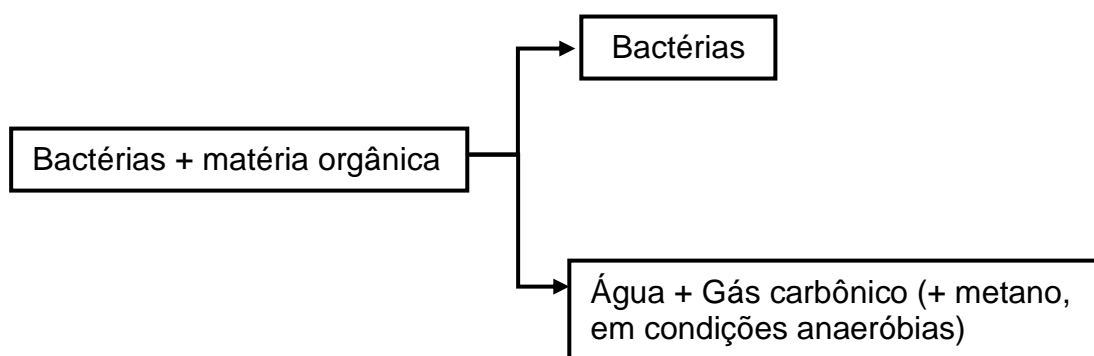 Bactérias
Bactérias + matéria orgânica
Água + Gás carbônico (+ metano,
em condições anaeróbias)